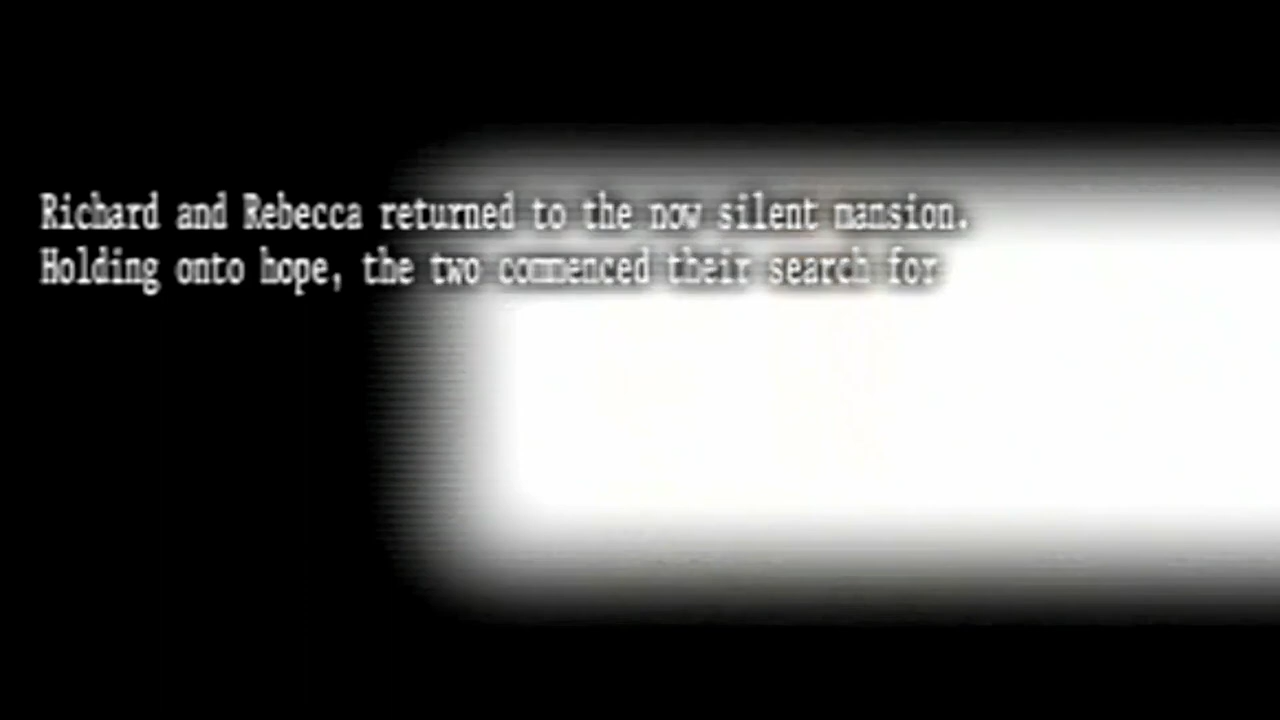 Richard and Rebecca returned to the now silent mansion.
Holding onto hope, the two commenced their search for